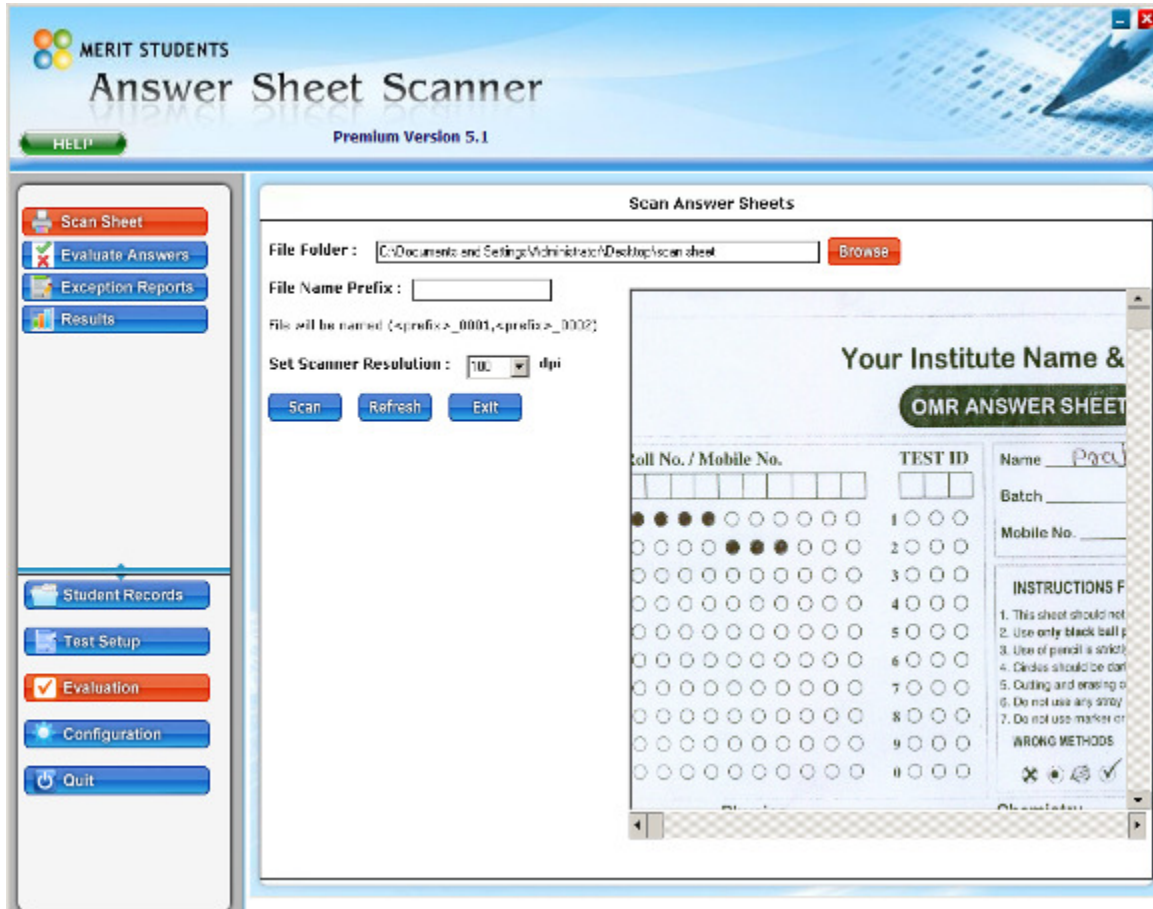 MERIT STUDENTS
Answer Sheet Scanner
Premium Version 5.1
HELP
Scan Sheet
Evaluate Answers
Exception Reports
Results
Student Records
Test Setup
Evaluation
Configuration
Quit
Scan Answer Sheets
File Folder : C:\Documents and Settings\Administrator\Desktop\scan sheet Browse
File Name Prefix :
File will be named (<prefix>_0001,<prefix>_0002)
Set Scanner Resolution : 100 dpi
Scan Refresh Exit
Your Institute Name &
OMR ANSWER SHEET
Roll No. / Mobile No.
TEST ID
1
2
3
4
5
6
7
8
9
0
Name
Batch
Mobile No.
INSTRUCTIONS F
1. This sheet should not
2. Use only black ball p
3. Use of pencil is strictly
4. Circles should be dar
5. Cutting and erasing o
6. Do not use any stray
7. Do not use marker or
WRONG METHODS